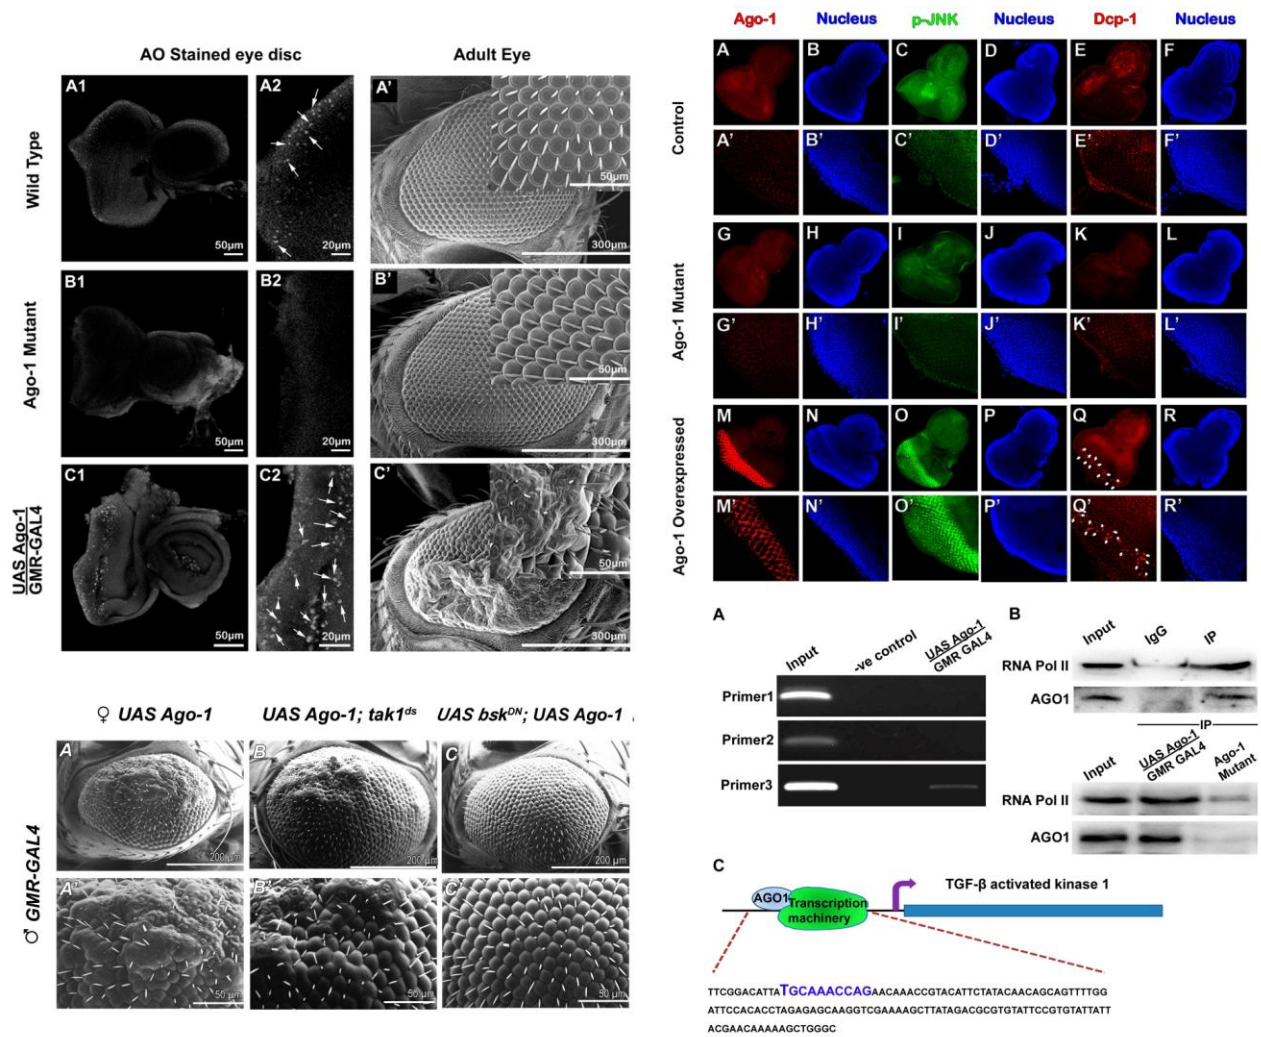 AO Stained eye disc
Adult Eye
Wild Type
A1
50µm
A2
20µm
A'
50µm
300µm
Ago-1 Mutant
B1
50µm
B2
20µm
B'
50µm
300µm
UAS Ago-1
GMR-GAL4
C1
50µm
C2
20µm
C'
50µm
300µm
Ago-1
Nucleus
p-JNK
Nucleus
Dcp-1
Nucleus
Control
A
B
C
D
E
F
A'
B'
C'
D'
E'
F'
Ago-1 Mutant
G
H
I
J
K
L
G'
H'
I'
J'
K'
L'
Ago-1 Overexpressed
M
N
O
P
Q
R
M'
N'
O'
P'
Q'
R'
♀ UAS Ago-1
UAS Ago-1; tak1ds
UAS bskDN; UAS Ago-1
♂ GMR-GAL4
A
200 µm
B
200 µm
C
200 µm
A'
50 µm
B'
50 µm
C'
50 µm
A
Input
-ve control
UAS Ago-1
GMR GAL4
Primer1
Primer2
Primer3
B
Input
IgG
IP
RNA Pol II
AGO1
IP
Input
UAS Ago-1
GMR GAL4
Ago-1
Mutant
RNA Pol II
AGO1
C
AGO1
Transcription
machinery
TGF-β activated kinase 1
TTCGGACATTATGCAAACCAGAACAAACCGTACATTCTATACAACAGCAGTTTTGG
ATTCCACACCTAGAGAGCAAGGTCGAAAAGCTTATAGACGCGTGTATTCCGTGTATTATT
ACGAACAAAAAGCTGGGC